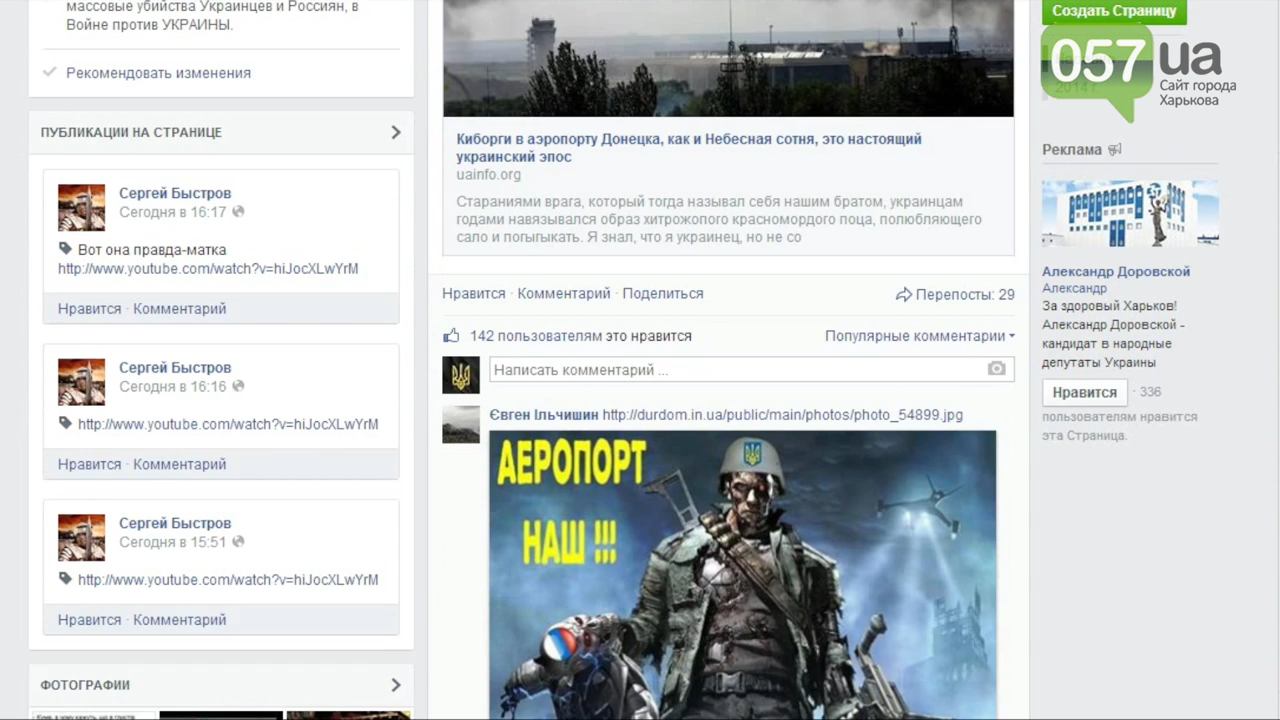 массовые убийства Украинцев и Россиян, в
Войне против УКРАИНЫ.
Рекомендовать изменения
ПУБЛИКАЦИИ НА СТРАНИЦЕ
Сергей Быстров
Сегодня в 16:17
Вот она правда-матка
http://www.youtube.com/watch?v=hiJocXLwYrM
Нравится · Комментарий
Сергей Быстров
Сегодня в 16:16
http://www.youtube.com/watch?v=hiJocXLwYrM
Нравится · Комментарий
Сергей Быстров
Сегодня в 15:51
http://www.youtube.com/watch?v=hiJocXLwYrM
Нравится · Комментарий
ФОТОГРАФИИ
Киборги в аэропорту Донецка, как и Небесная сотня, это настоящий
украинский эпос
uainfo.org
Стараниями врага, который тогда называл себя нашим братом, украинцам
годами навязывался образ хитрожопого красномордого поца, полюбляющего
сало и погыгыкать. Я знал, что я украинец, но не со
Нравится · Комментарий · Поделиться
Перепосты: 29
142 пользователям это нравится
Популярные комментарии
Написать комментарий ...
Євген Ільчишин http://durdom.in.ua/public/main/photos/photo_54899.jpg
АЕРОПОРТ
НАШ !!!
Создать Страницу
057 ua
Сайт города
Харькова
2014 г.
Реклама
Александр Доровской
Александр
За здоровый Харьков!
Александр Доровской -
кандидат в народные
депутаты Украины
Нравится · 336
пользователям нравится
эта Страница.